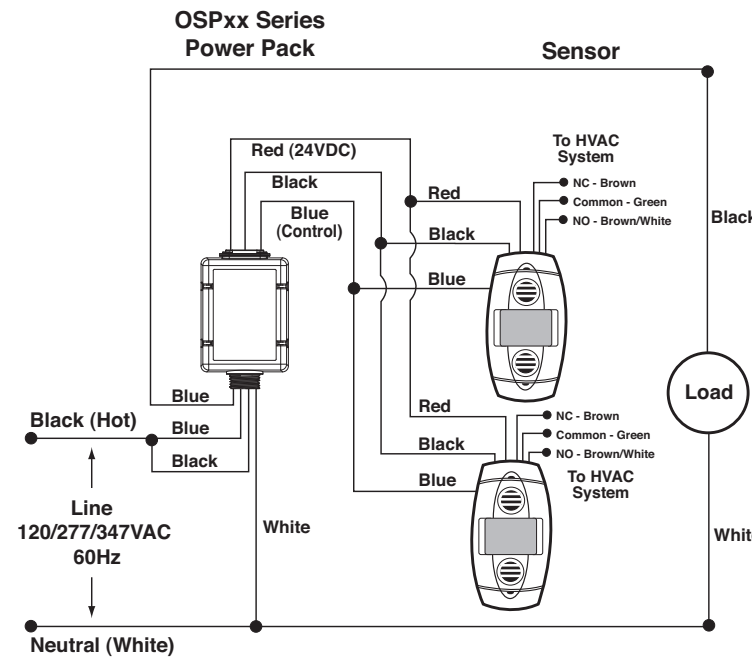 OSPxx Series
Power Pack
Sensor
Red (24VDC)
Black
Blue
(Control)
To HVAC
System
NC - Brown
Common - Green
NO - Brown/White
Red
Black
Blue
Black
Load
Blue
Black (Hot)
Blue
Black
Red
Black
Blue
NC - Brown
Common - Green
NO - Brown/White
To HVAC
System
Line
120/277/347VAC
60Hz
White
Whit
Neutral (White)